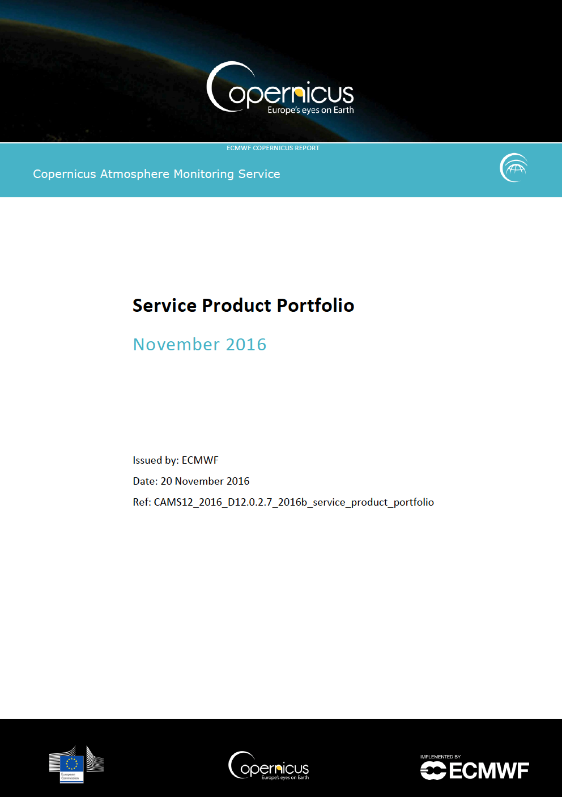 Copernicus
Europe's eyes on Earth
ECMWF COPERNICUS REPORT
Copernicus Atmosphere Monitoring Service
Service Product Portfolio
November 2016
Issued by: ECMWF
Date: 20 November 2016
Ref: CAMS12_2016_D12.0.2.7_2016b_service_product_portfolio
European
Commission
Copernicus
Europe's eyes on Earth
IMPLEMENTED BY
ECMWF